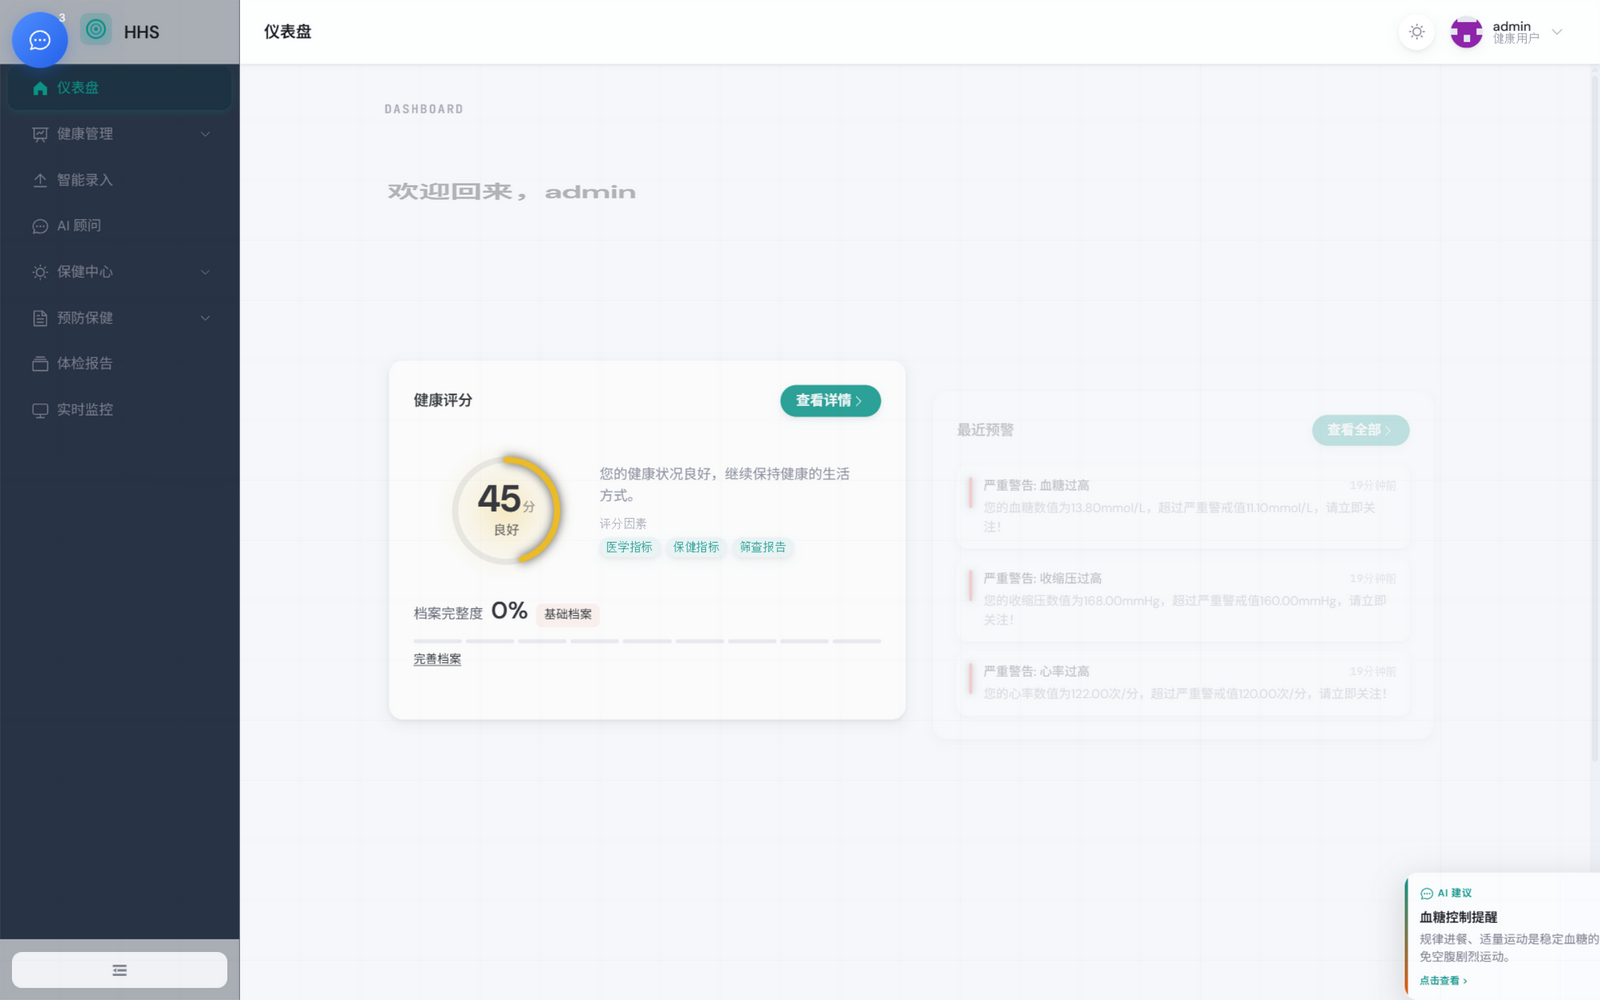 3
HHS
仪表盘
健康管理
智能录入
AI 顾问
保健中心
预防保健
体检报告
实时监控
仪表盘
admin
健康用户
DASHBOARD
欢迎回来，admin
健康评分
查看详情
45分
良好
您的健康状况良好，继续保持健康的生活
方式。
评分因素
医学指标 保健指标 筛查报告
档案完整度 0% 基础档案
完善档案
最近预警
查看全部
严重警告: 血糖过高 19分钟前
您的血糖数值为13.80mmol/L，超过严重警戒值11.10mmol/L，请立即关
注！
严重警告: 收缩压过高 19分钟前
您的收缩压数值为168.00mmHg，超过严重警戒值160.00mmHg，请立即
关注！
严重警告: 心率过高 19分钟前
您的心率数值为122.00次/分，超过严重警戒值120.00次/分，请立即关注！
AI 建议
血糖控制提醒
规律进餐、适量运动是稳定血糖的
免空腹剧烈运动。
点击查看 ›